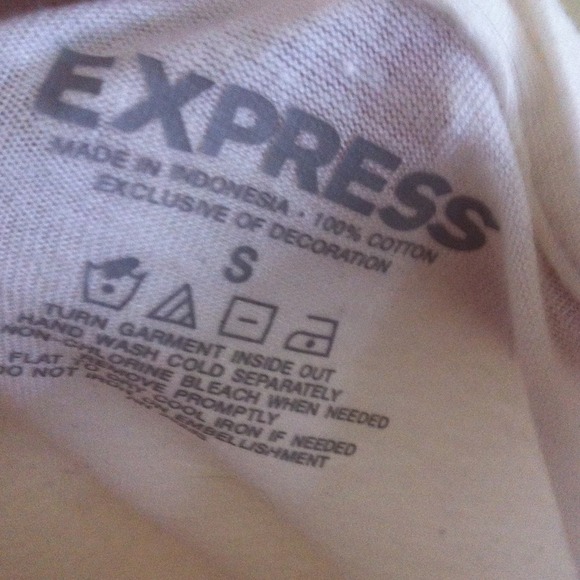 EXPRESS
MADE IN INDONESIA • 100% COTTON
EXCLUSIVE OF DECORATION
S
TURN GARMENT INSIDE OUT
HAND WASH COLD SEPARATELY
NON-CHLORINE BLEACH WHEN NEEDED
FLAT REMOVE PROMPTLY
COOL IRON IF NEEDED
DO NOT IRON EMBELLISHMENT